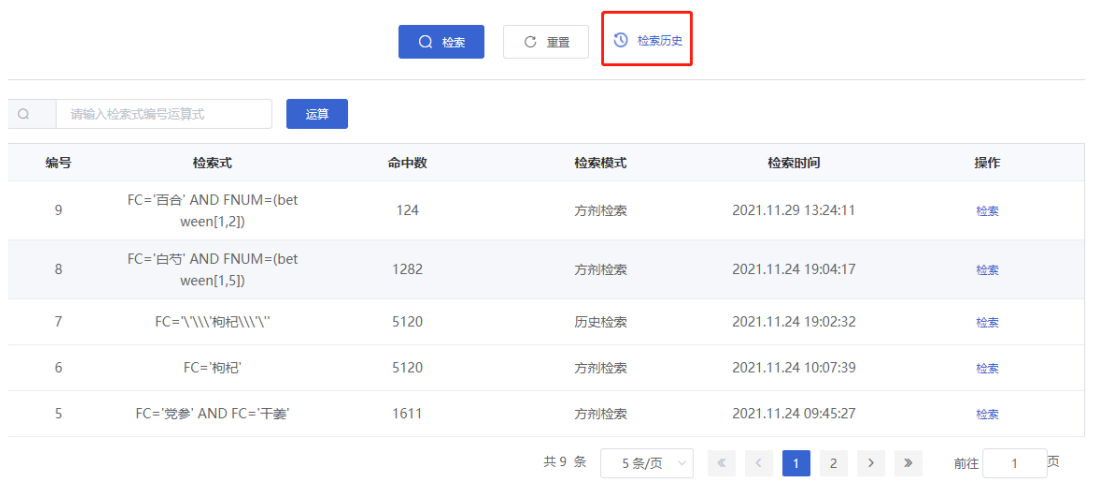 检索 重置 检索历史
请输入检索式编号运算式 运算
编号 检索式 命中数 检索模式 检索时间 操作
9 FC='百合' AND FNUM=(bet
ween[1,2]) 124 方剂检索 2021.11.29 13:24:11 检索
8 FC='白芍' AND FNUM=(bet
ween[1,5]) 1282 方剂检索 2021.11.24 19:04:17 检索
7 FC='\'\\\'枸杞\\\'\'' 5120 历史检索 2021.11.24 19:02:32 检索
6 FC='枸杞' 5120 方剂检索 2021.11.24 10:07:39 检索
5 FC='党参' AND FC='干姜' 1611 方剂检索 2021.11.24 09:45:27 检索
共 9 条 5 条/页 « < 1 2 > » 前往 1 页